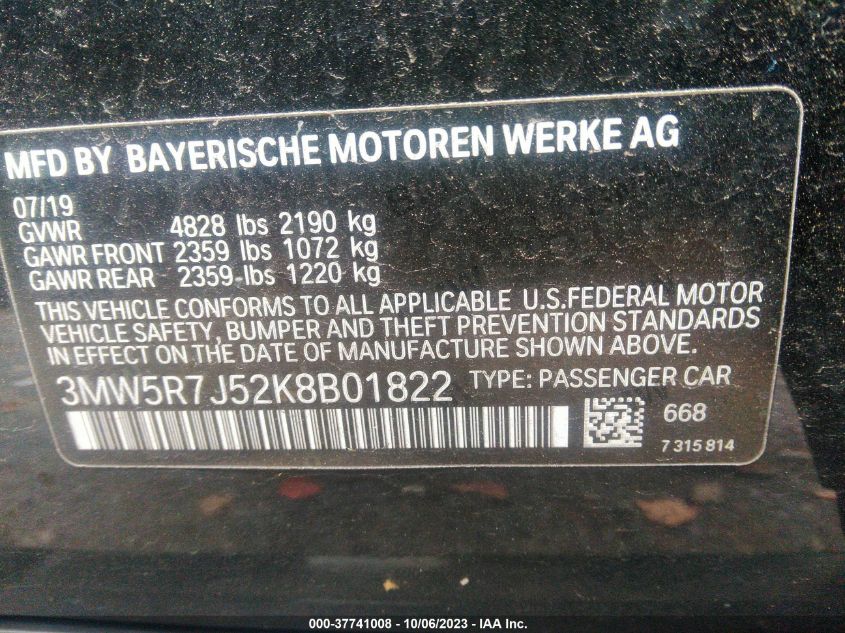 MFD BY BAYERISCHE MOTOREN WERKE AG
07/19
GVWR 4828 lbs 2190 kg
GAWR FRONT 2359 lbs 1072 kg
GAWR REAR 2359 lbs 1220 kg
THIS VEHICLE CONFORMS TO ALL APPLICABLE U.S.FEDERAL MOTOR
VEHICLE SAFETY, BUMPER AND THEFT PREVENTION STANDARDS
IN EFFECT ON THE DATE OF MANUFACTURE SHOWN ABOVE.
3MW5R7J52K8B01822 TYPE: PASSENGER CAR
668
7 315 814
000-37741008 - 10/06/2023 - IAA Inc.